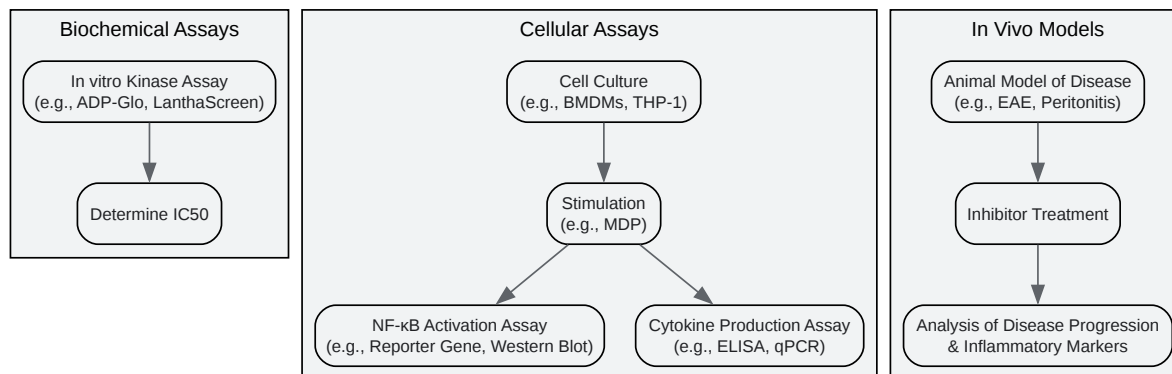 Biochemical Assays
In vitro Kinase Assay
(e.g., ADP-Glo, LanthaScreen)
Determine IC50
Cellular Assays
Cell Culture
(e.g., BMDMs, THP-1)
Stimulation
(e.g., MDP)
NF-κB Activation Assay
(e.g., Reporter Gene, Western Blot)
Cytokine Production Assay
(e.g., ELISA, qPCR)
In Vivo Models
Animal Model of Disease
(e.g., EAE, Peritonitis)
Inhibitor Treatment
Analysis of Disease Progression
& Inflammatory Markers